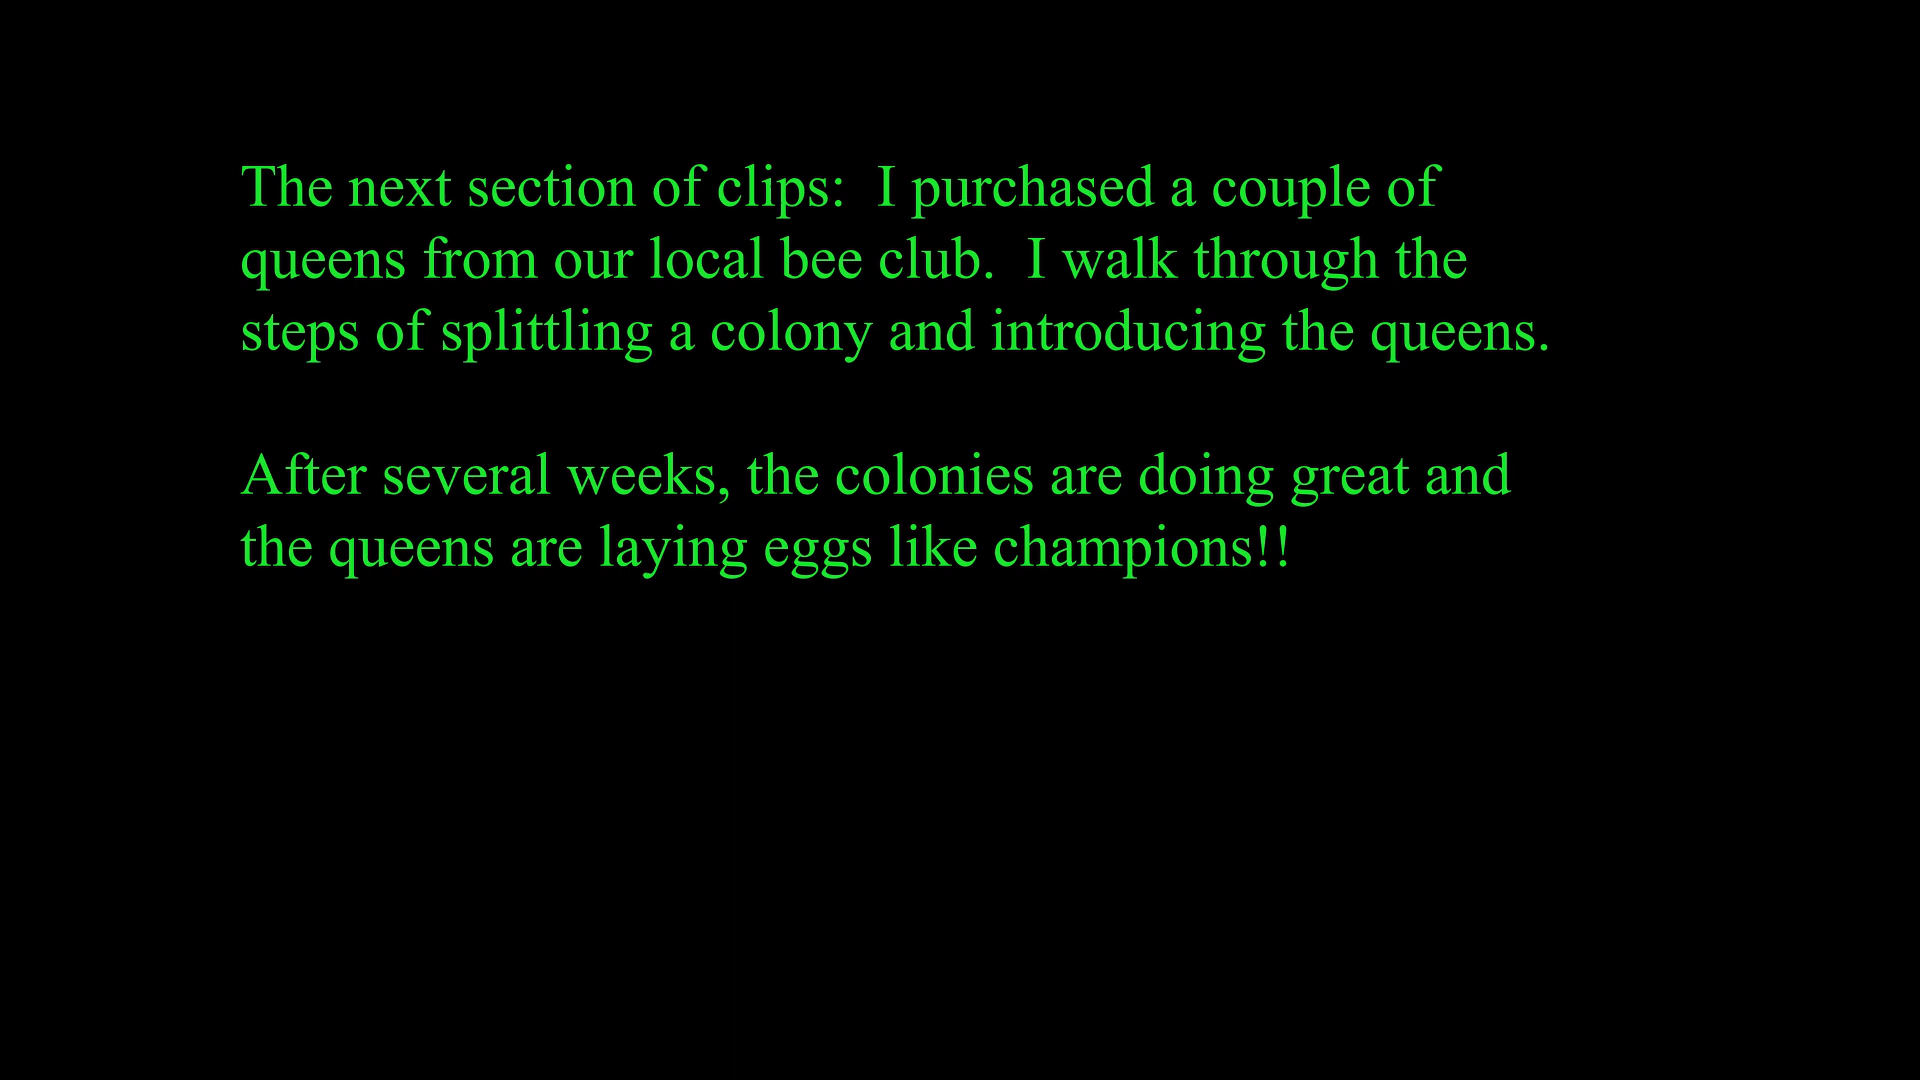 The next section of clips:  I purchased a couple of
queens from our local bee club.  I walk through the
steps of splittling a colony and introducing the queens.
After several weeks, the colonies are doing great and
the queens are laying eggs like champions!!